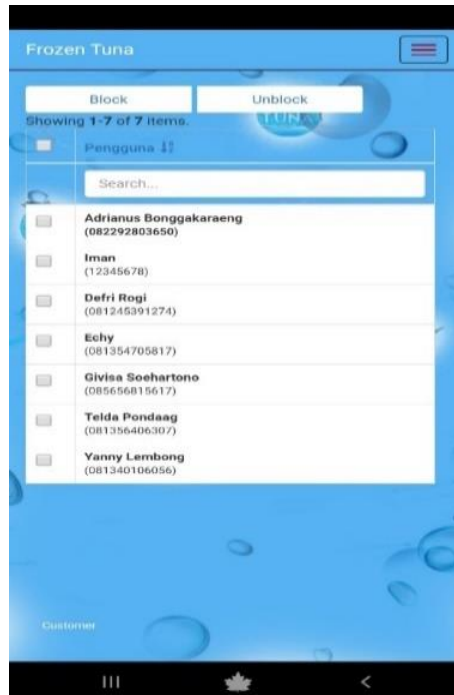 Frozen Tuna
Block Unblock
Showing 1-7 of 7 items.
TUNA
Pengguna
Search...
Adrianus Bonggakaraeng
(082292803650)
Iman
(12345678)
Defri Rogi
(081245391274)
Echy
(081354705817)
Givisa Soehartono
(085656815617)
Telda Pondaag
(081356406307)
Yanny Lembong
(081340106056)
Customer